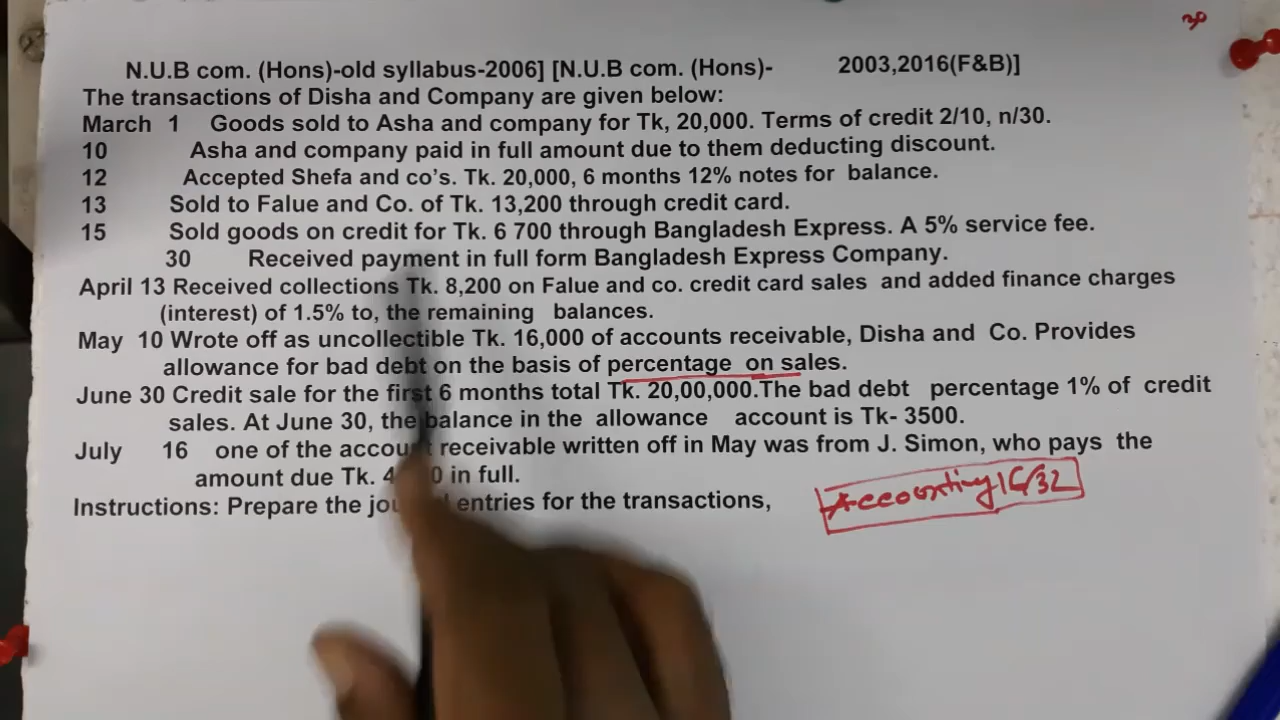 30
N.U.B com. (Hons)-old syllabus-2006] [N.U.B com. (Hons)- 2003,2016(F&B)]
The transactions of Disha and Company are given below:
March 1 Goods sold to Asha and company for Tk, 20,000. Terms of credit 2/10, n/30.
10 Asha and company paid in full amount due to them deducting discount.
12 Accepted Shefa and co's. Tk. 20,000, 6 months 12% notes for balance.
13 Sold to Falue and Co. of Tk. 13,200 through credit card.
15 Sold goods on credit for Tk. 6 700 through Bangladesh Express. A 5% service fee.
30 Received payment in full form Bangladesh Express Company.
April 13 Received collections Tk. 8,200 on Falue and co. credit card sales and added finance charges
(interest) of 1.5% to, the remaining balances.
May 10 Wrote off as uncollectible Tk. 16,000 of accounts receivable, Disha and Co. Provides
allowance for bad debt on the basis of percentage on sales.
June 30 Credit sale for the first 6 months total Tk. 20,00,000.The bad debt percentage 1% of credit
sales. At June 30, the balance in the allowance account is Tk- 3500.
July 16 one of the account receivable written off in May was from J. Simon, who pays the
amount due Tk. in full.
Instructions: Prepare the entries for the transactions,
Accounting